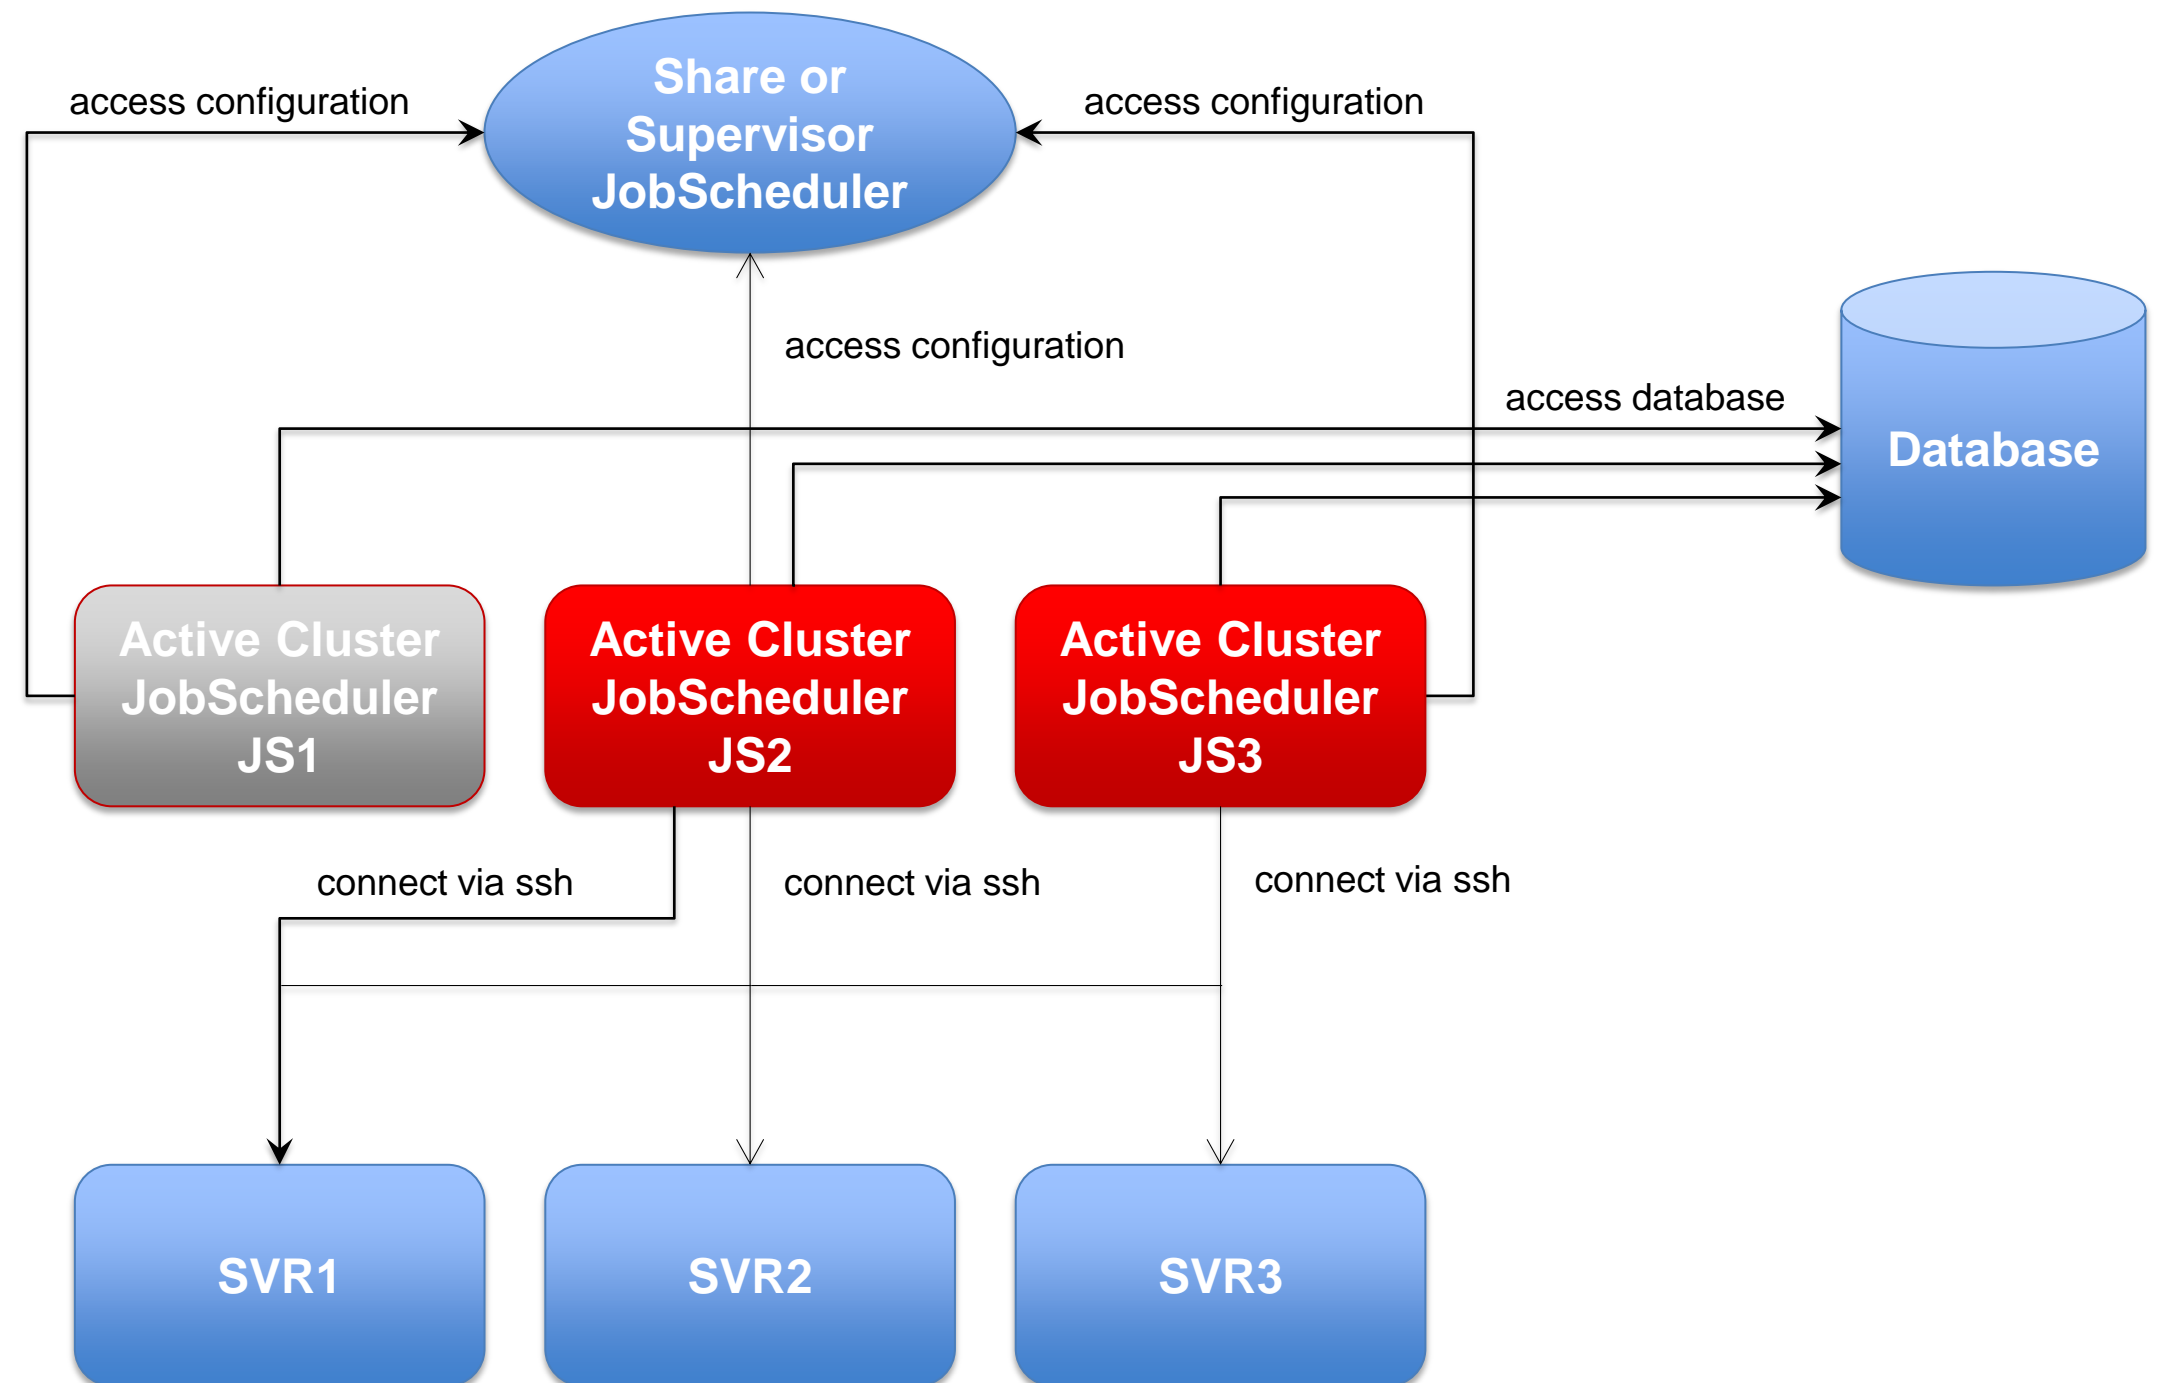 Share or
Supervisor
JobScheduler
access configuration
access configuration
access configuration
access database
Database
Active Cluster
JobScheduler
JS1
Active Cluster
JobScheduler
JS2
Active Cluster
JobScheduler
JS3
connect via ssh
connect via ssh
connect via ssh
SVR1
SVR2
SVR3